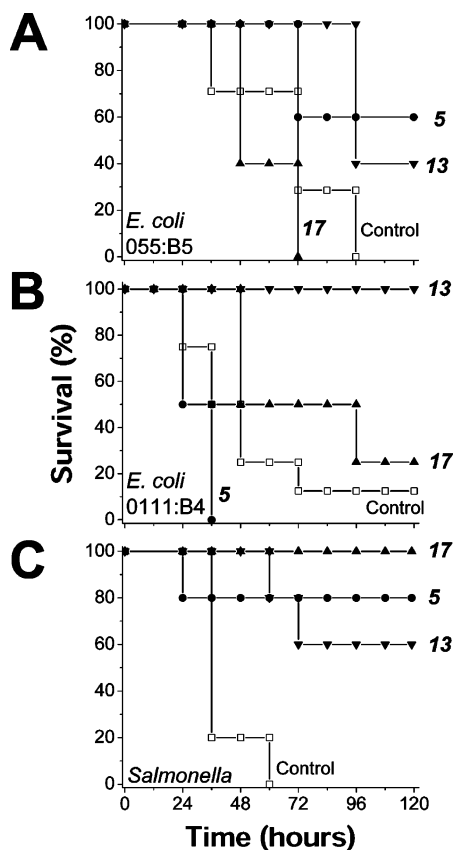 A
100
80
60
40
20
0
5
13
17
Control
E. coli
055:B5
B
100
80
60
40
20
0
13
17
5
Control
E. coli
0111:B4
Survival (%)
C
100
80
60
40
20
0
17
5
13
Control
Salmonella
0 24 48 72 96 120
Time (hours)